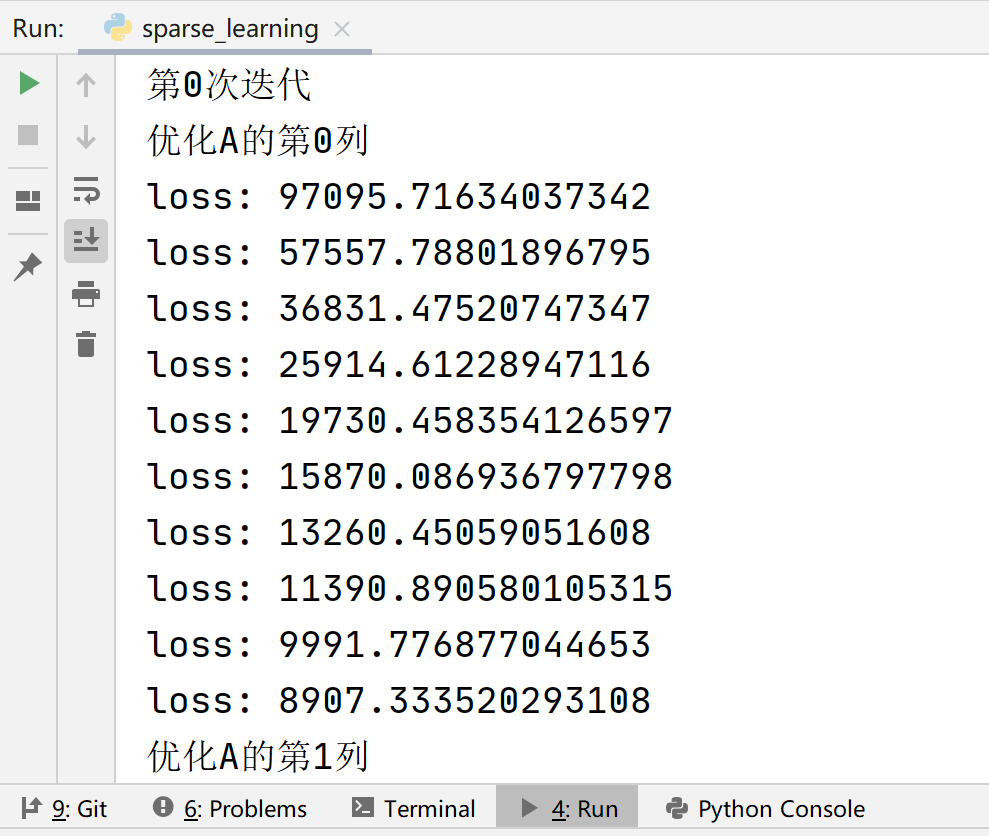 Run: sparse_learning
第0次迭代
优化A的第0列
loss: 97095.71634037342
loss: 57557.78801896795
loss: 36831.47520747347
loss: 25914.61228947116
loss: 19730.458354126597
loss: 15870.086936797798
loss: 13260.45059051608
loss: 11390.890580105315
loss: 9991.776877044653
loss: 8907.333520293108
优化A的第1列
9: Git 6: Problems Terminal 4: Run Python Console